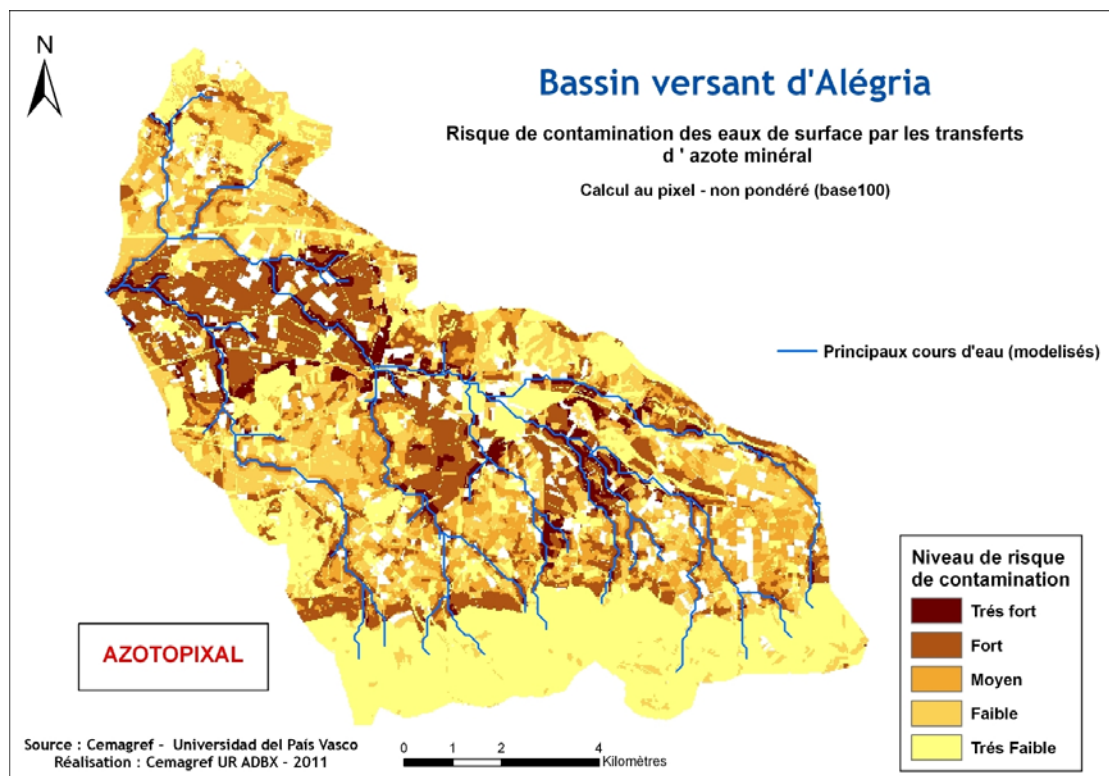 N
Bassin versant d'Alégria
Risque de contamination des eaux de surface par les transferts
d ' azote minéral
Calcul au pixel - non pondéré (base100)
Principaux cours d'eau (modelisés)
Niveau de risque
de contamination
Trés fort
Fort
Moyen
Faible
Trés Faible
AZOTOPIXAL
Source : Cemagref - Universidad del País Vasco
Réalisation : Cemagref UR ADBX - 2011
0 1 2 4
Kilomètres